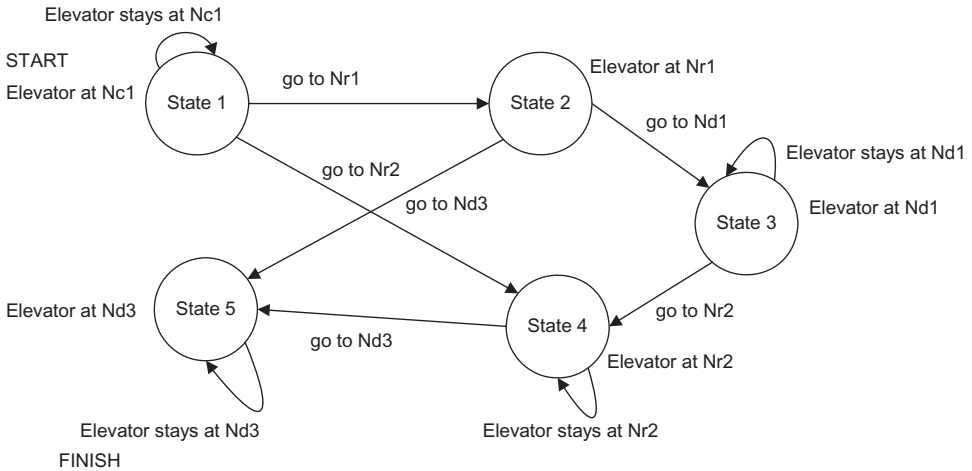 Elevator stays at Nc1
START
Elevator at Nc1
State 1
go to Nr1
State 2
Elevator at Nr1
go to Nd1
Elevator stays at Nd1
State 3
Elevator at Nd1
go to Nr2
go to Nd3
Elevator at Nd3
State 5
go to Nd3
State 4
go to Nr2
Elevator at Nr2
Elevator stays at Nd3
Elevator stays at Nr2
FINISH